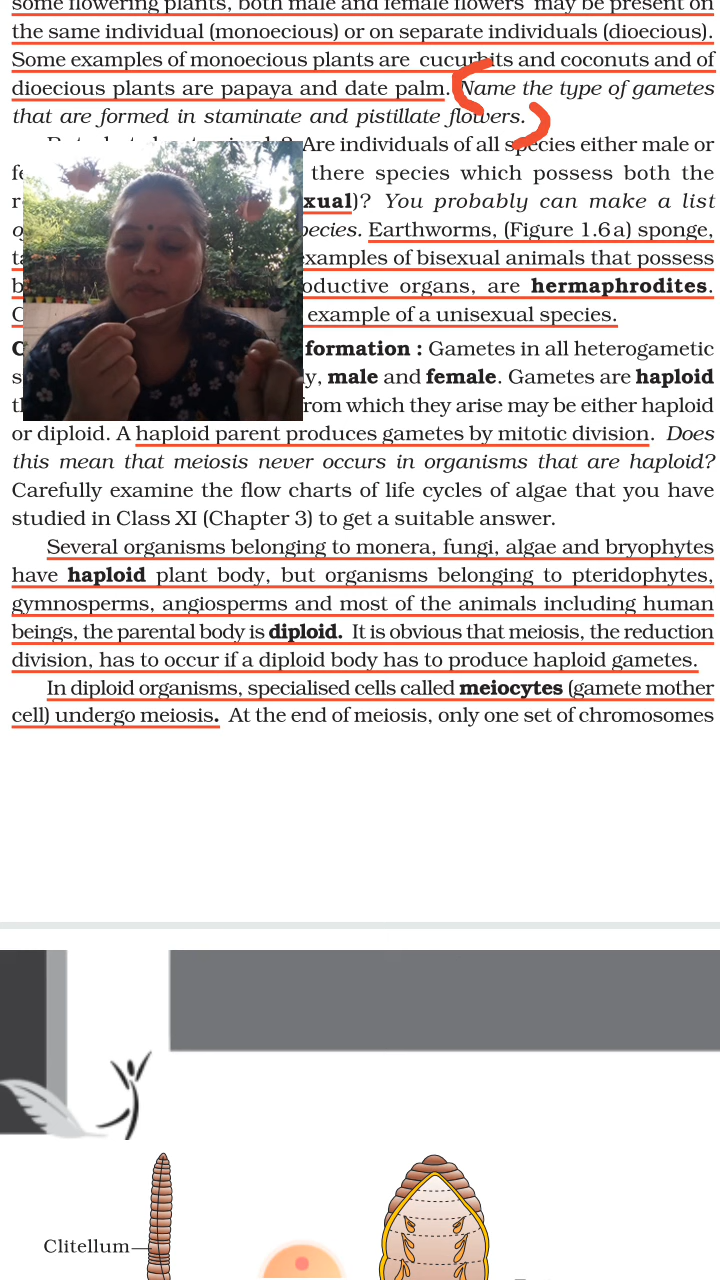 some flowering plants, both male and female flowers may be present on
the same individual (monoecious) or on separate individuals (dioecious).
Some examples of monoecious plants are cucurbits and coconuts and of
dioecious plants are papaya and date palm. Name the type of gametes
that are formed in staminate and pistillate flowers.
Are individuals of all species either male or
there species which possess both the
xual)? You probably can make a list
pecies. Earthworms, (Figure 1.6 a) sponge,
examples of bisexual animals that possess
oductive organs, are hermaphrodites.
example of a unisexual species.
formation : Gametes in all heterogametic
y, male and female. Gametes are haploid
from which they arise may be either haploid
or diploid. A haploid parent produces gametes by mitotic division. Does
this mean that meiosis never occurs in organisms that are haploid?
Carefully examine the flow charts of life cycles of algae that you have
studied in Class XI (Chapter 3) to get a suitable answer.
Several organisms belonging to monera, fungi, algae and bryophytes
have haploid plant body, but organisms belonging to pteridophytes,
gymnosperms, angiosperms and most of the animals including human
beings, the parental body is diploid. It is obvious that meiosis, the reduction
division, has to occur if a diploid body has to produce haploid gametes.
In diploid organisms, specialised cells called meiocytes (gamete mother
cell) undergo meiosis. At the end of meiosis, only one set of chromosomes
Clitellum